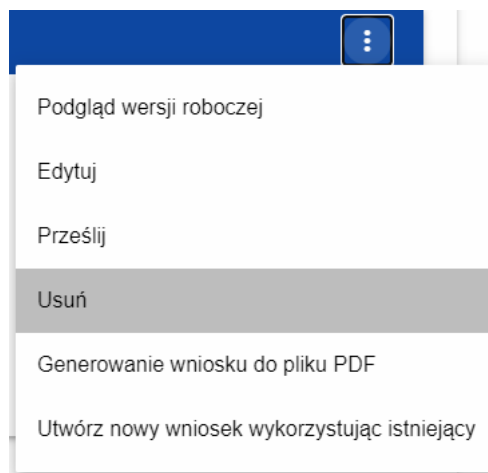 Podgląd wersji roboczej
Edytuj
Prześlij
Usuń
Generowanie wniosku do pliku PDF
Utwórz nowy wniosek wykorzystując istniejący